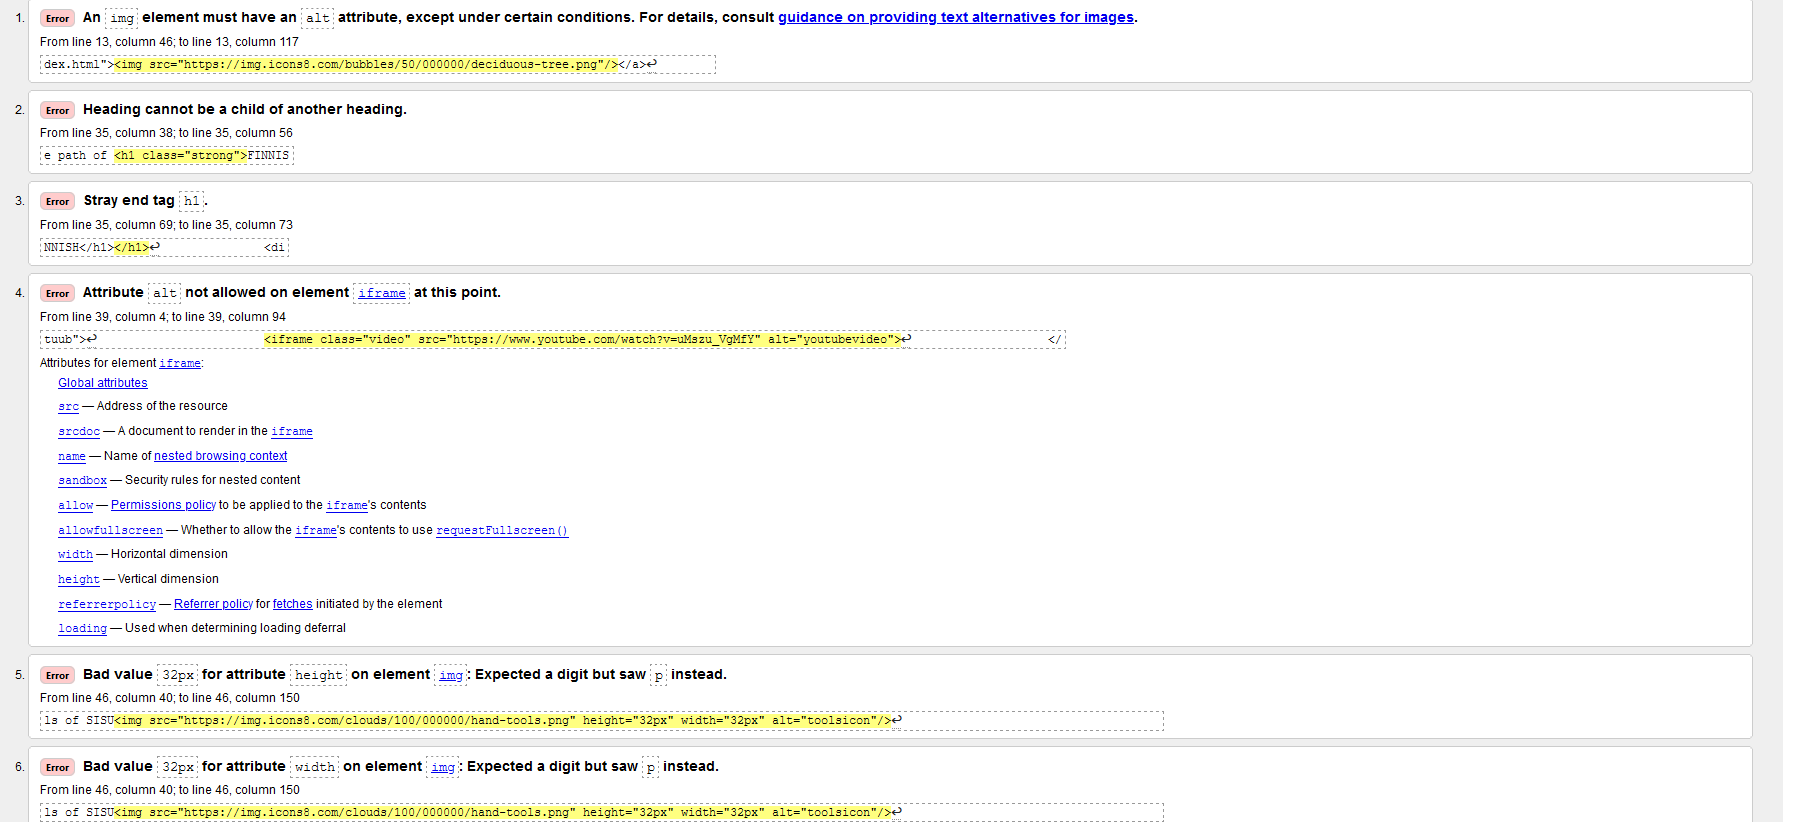 1. Error An img element must have an alt attribute, except under certain conditions. For details, consult guidance on providing text alternatives for images.
From line 13, column 46; to line 13, column 117
dex.html"><img src="https://img.icons8.com/bubbles/50/000000/deciduous-tree.png"/></a>↩
2. Error Heading cannot be a child of another heading.
From line 35, column 38; to line 35, column 56
e path of <h1 class="strong">FINNIS
3. Error Stray end tag h1.
From line 35, column 69; to line 35, column 73
NNISH</h1></h1>↩ <di
4. Error Attribute alt not allowed on element iframe at this point.
From line 39, column 4; to line 39, column 94
tuub">↩ <iframe class="video" src="https://www.youtube.com/watch?v=uMszu_VgMfY" alt="youtubevideo">↩ </
Attributes for element iframe:
Global attributes
src — Address of the resource
srcdoc — A document to render in the iframe
name — Name of nested browsing context
sandbox — Security rules for nested content
allow — Permissions policy to be applied to the iframe's contents
allowfullscreen — Whether to allow the iframe's contents to use requestFullscreen()
width — Horizontal dimension
height — Vertical dimension
referrerpolicy — Referrer policy for fetches initiated by the element
loading — Used when determining loading deferral
5. Error Bad value 32px for attribute height on element img: Expected a digit but saw p instead.
From line 46, column 40; to line 46, column 150
ls of SISU<img src="https://img.icons8.com/clouds/100/000000/hand-tools.png" height="32px" width="32px" alt="toolsicon"/>↩
6. Error Bad value 32px for attribute width on element img: Expected a digit but saw p instead.
From line 46, column 40; to line 46, column 150
ls of SISU<img src="https://img.icons8.com/clouds/100/000000/hand-tools.png" height="32px" width="32px" alt="toolsicon"/>↩